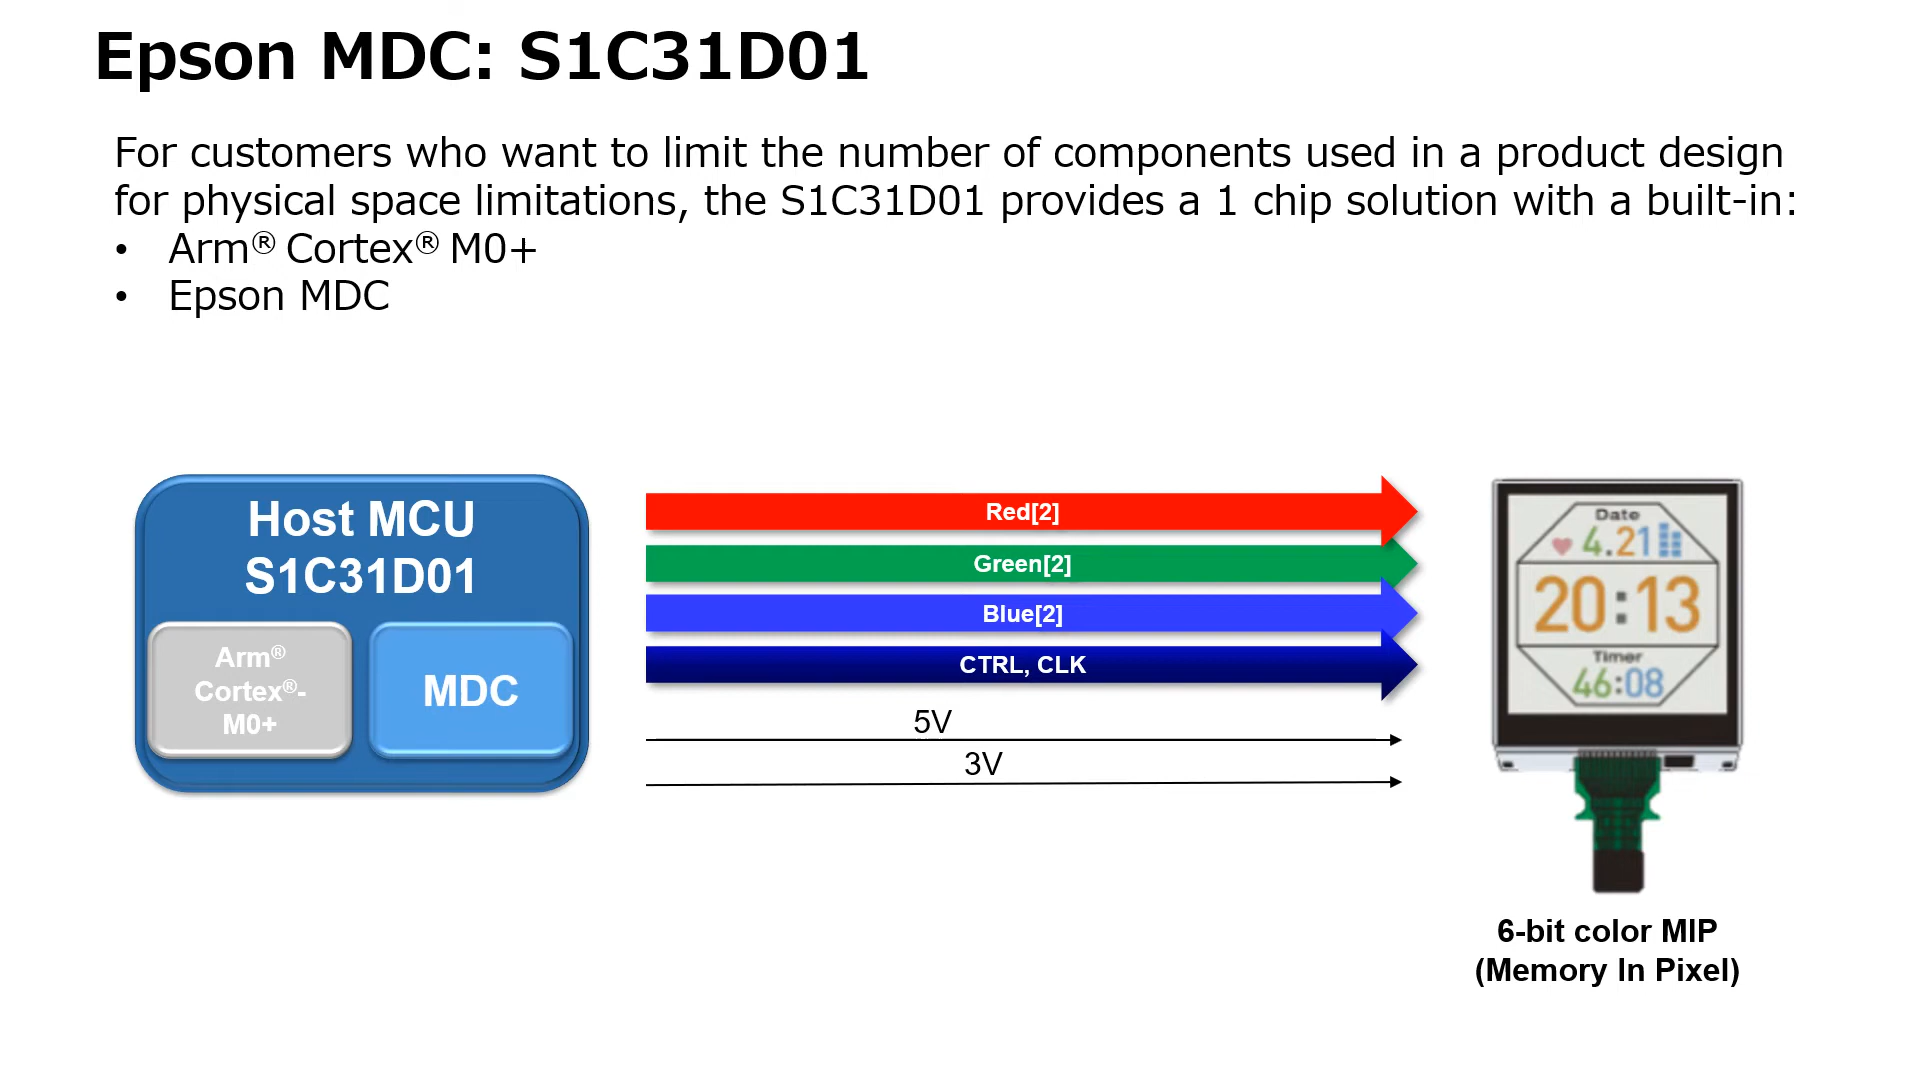 Epson MDC: S1C31D01
For customers who want to limit the number of components used in a product design
for physical space limitations, the S1C31D01 provides a 1 chip solution with a built-in:
• Arm® Cortex® M0+
• Epson MDC
Host MCU
S1C31D01
Arm®
Cortex®-
M0+
MDC
Red[2]
Green[2]
Blue[2]
CTRL, CLK
5V
3V
Date
4.21
20:13
Timer
46:08
6-bit color MIP
(Memory In Pixel)